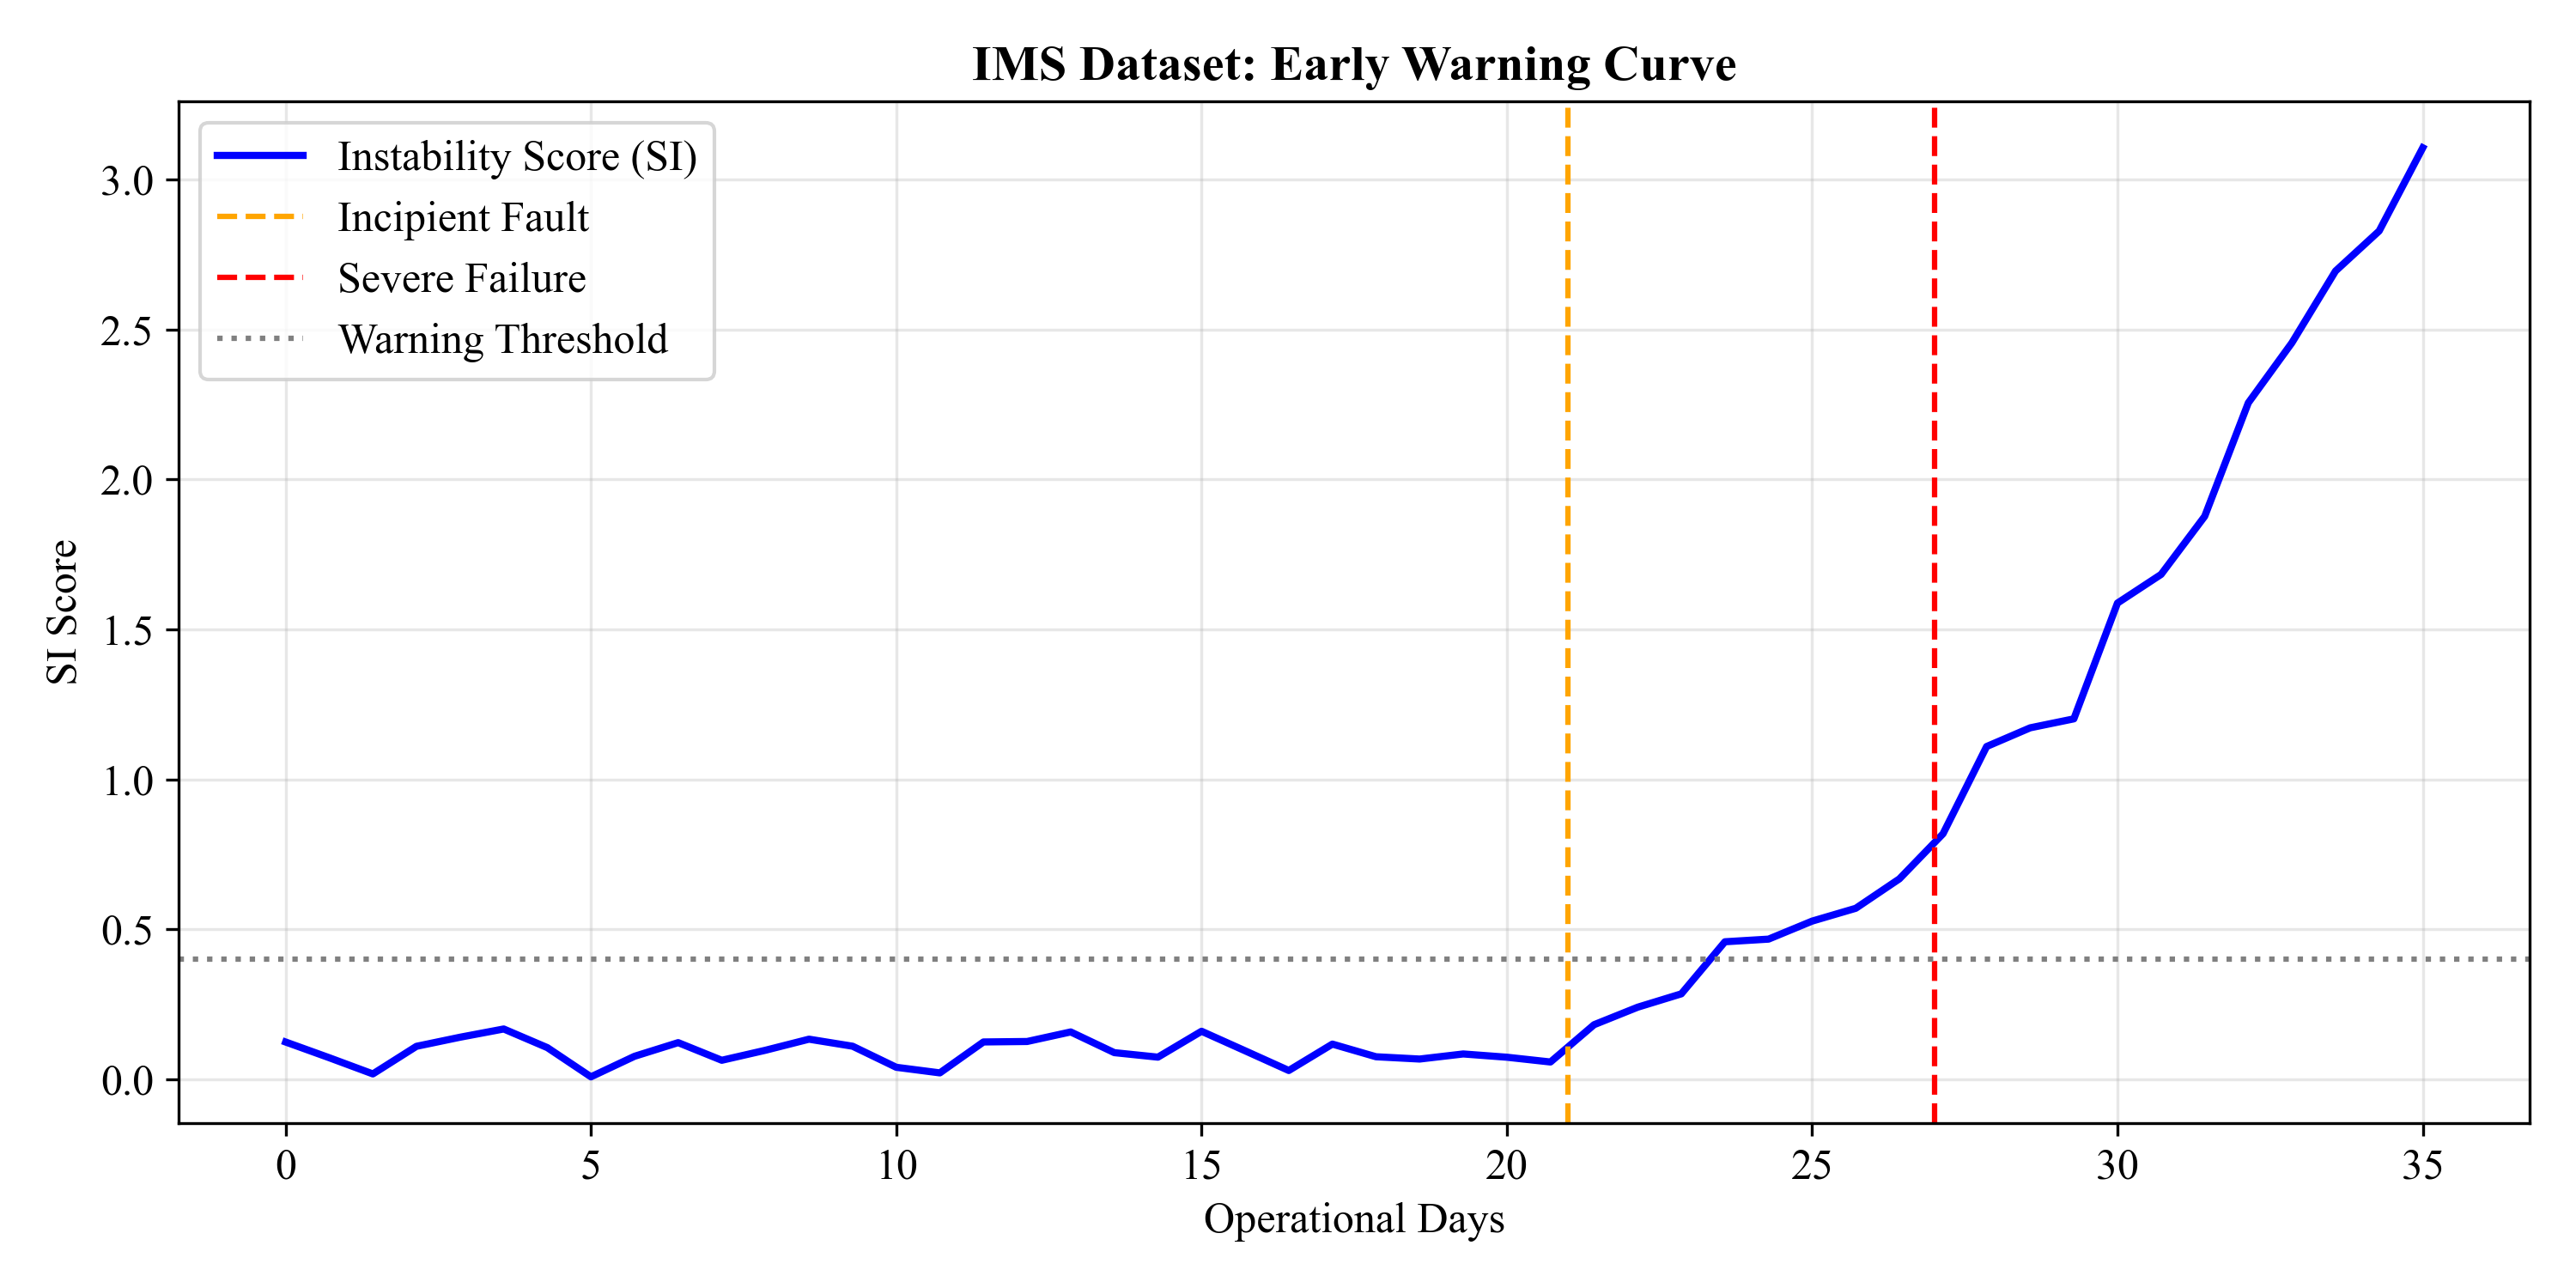 IMS Dataset: Early Warning Curve
Instability Score (SI)
Incipient Fault
Severe Failure
Warning Threshold
3.0
2.5
2.0
1.5
1.0
0.5
0.0
SI Score
0 5 10 15 20 25 30 35
Operational Days